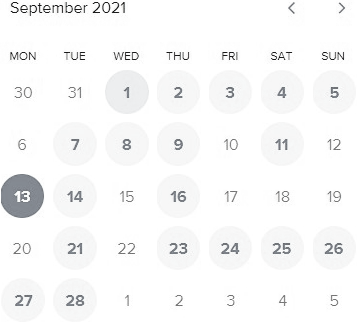 September 2021
MON TUE WED THU FRI SAT SUN
30 31 1 2 3 4 5
6 7 8 9 10 11 12
13 14 15 16 17 18 19
20 21 22 23 24 25 26
27 28 1 2 3 4 5